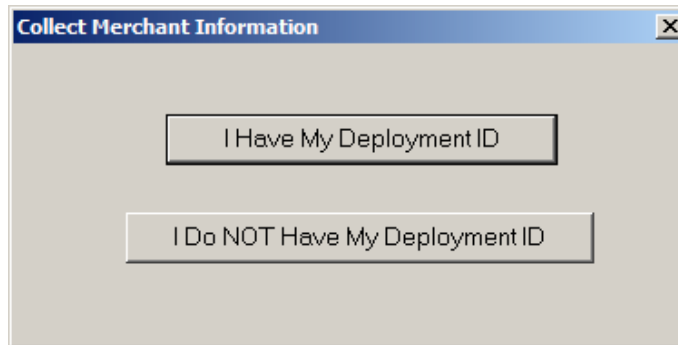 Collect Merchant Information
I Have My Deployment ID
I Do NOT Have My Deployment ID